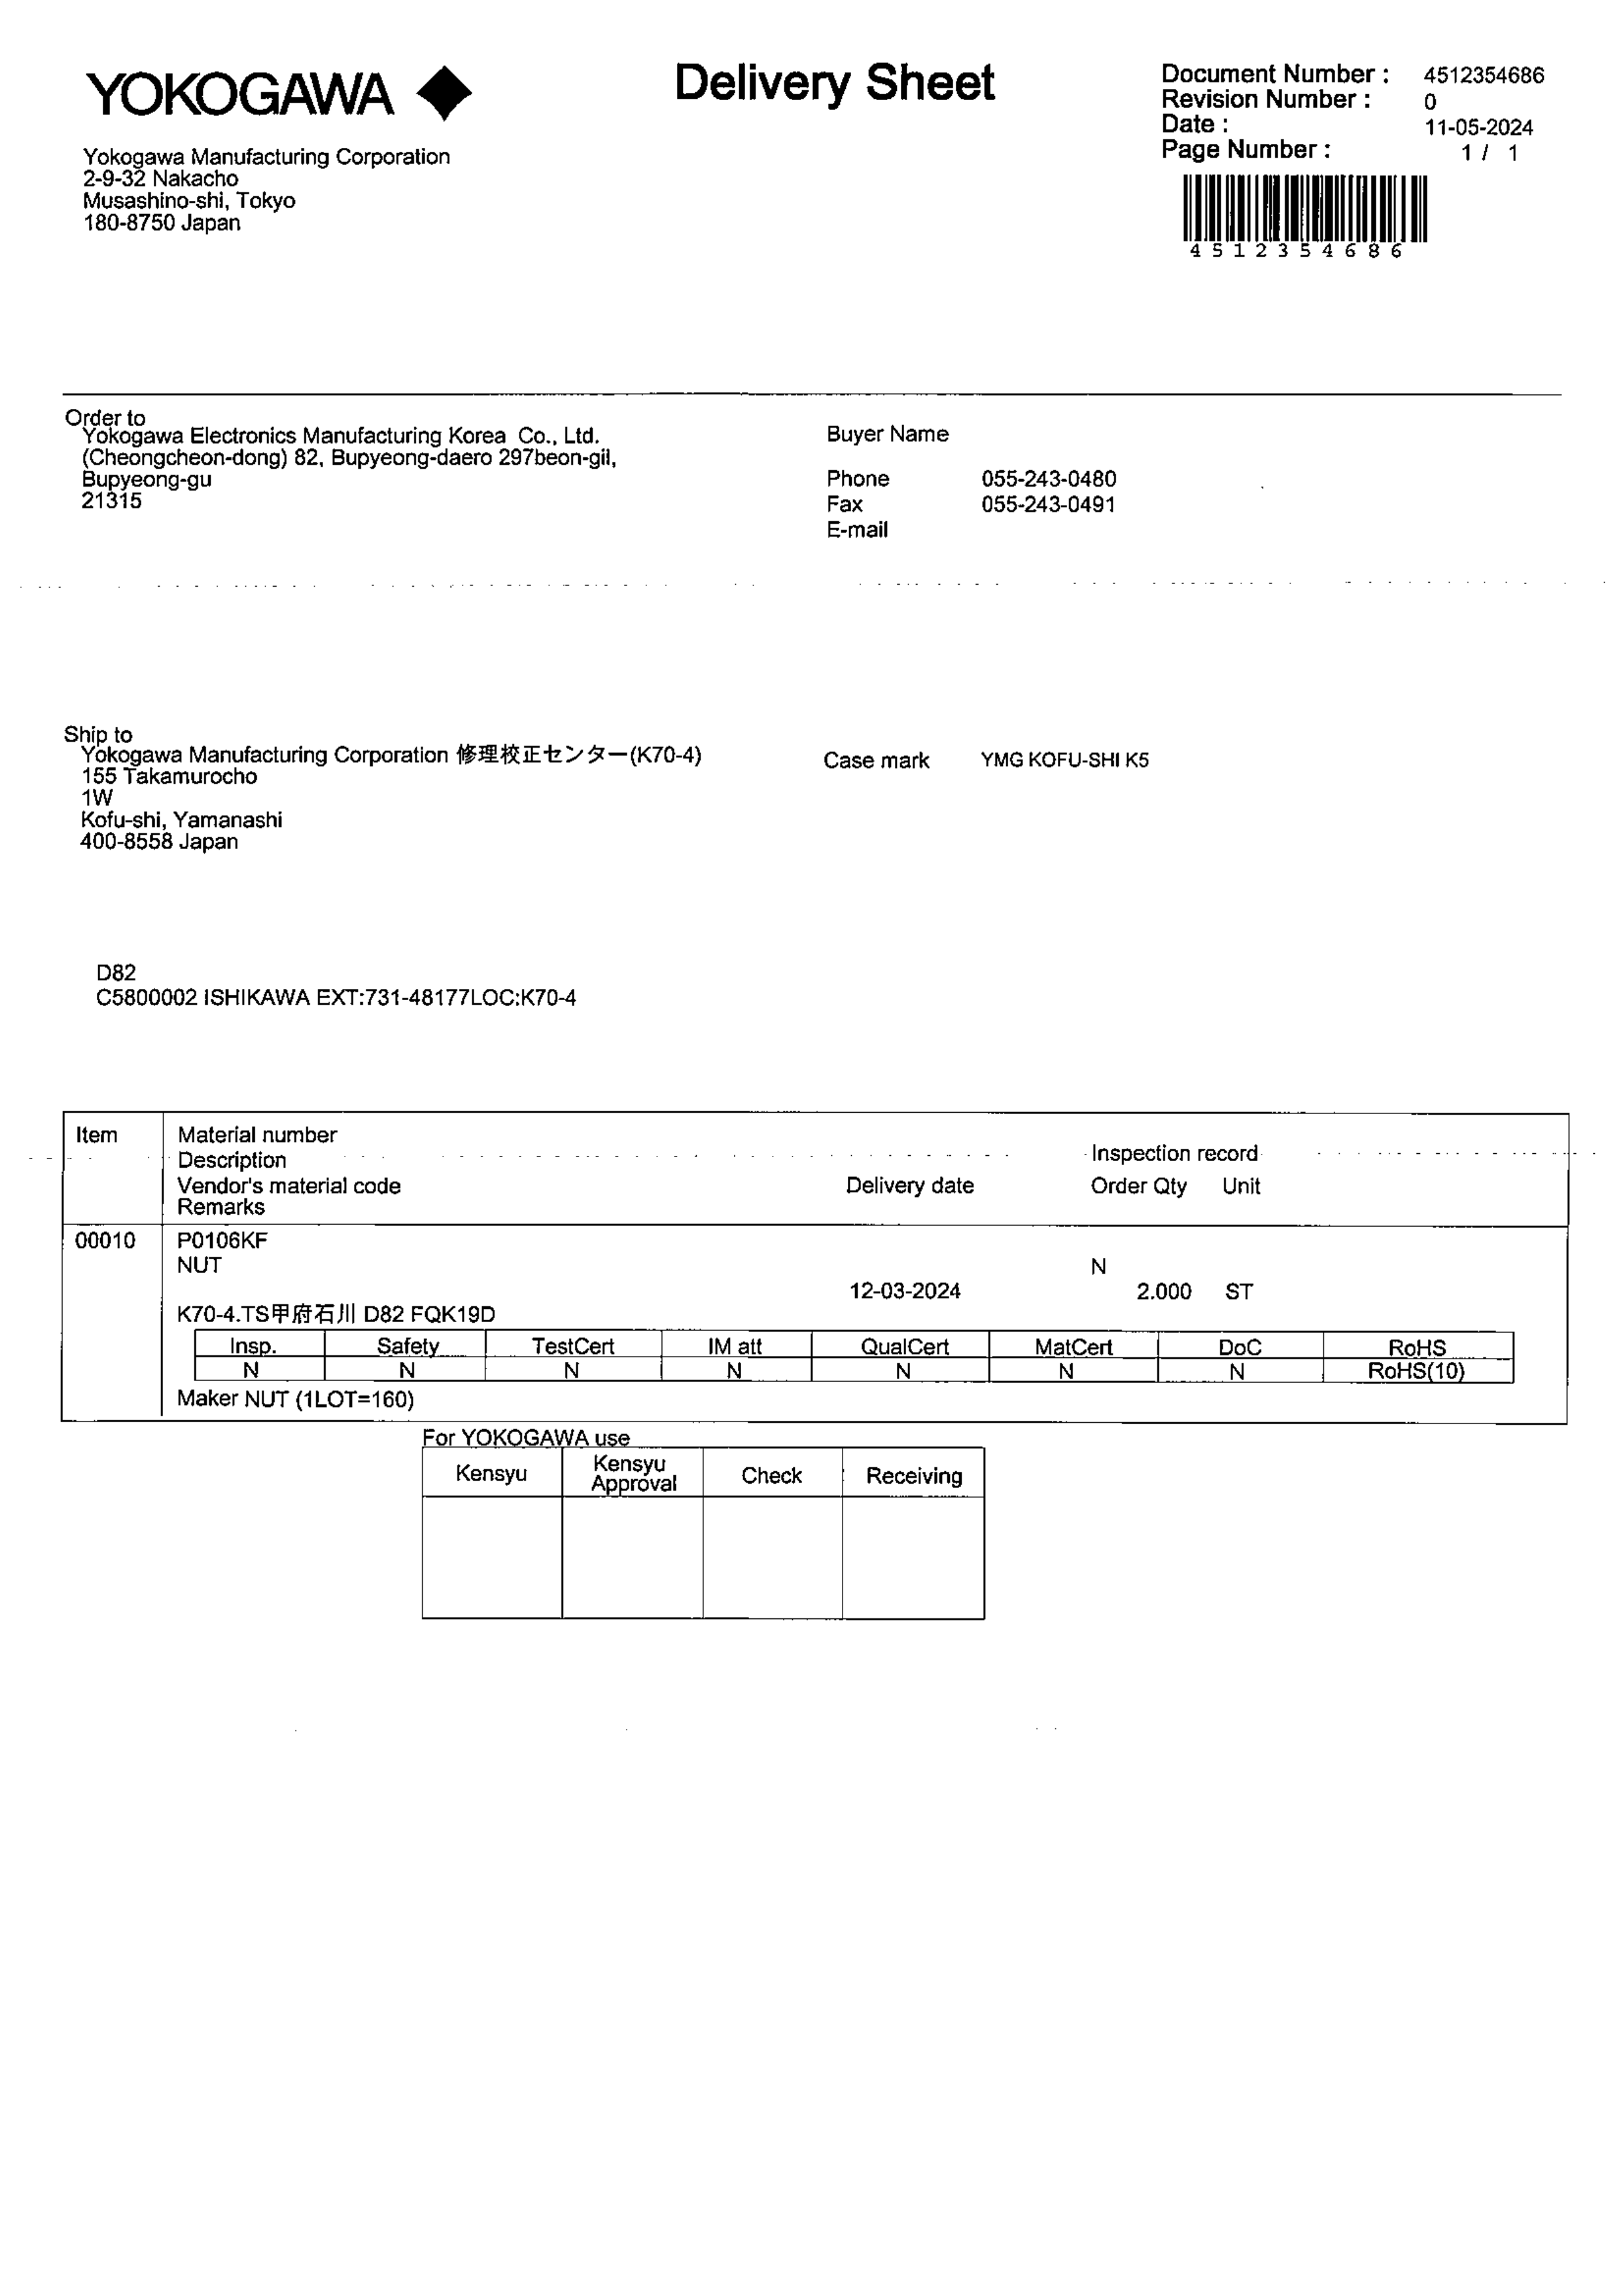 YOKOGAWA
Delivery Sheet
Document Number : 4512354686
Revision Number : 0
Date : 11-05-2024
Page Number : 1 / 1
4512354686
Yokogawa Manufacturing Corporation
2-9-32 Nakacho
Musashino-shi, Tokyo
180-8750 Japan
Order to
Yokogawa Electronics Manufacturing Korea Co., Ltd.
(Cheongcheon-dong) 82, Bupyeong-daero 297beon-gil,
Bupyeong-gu
21315
Buyer Name
Phone 055-243-0480
Fax 055-243-0491
E-mail
Ship to
Yokogawa Manufacturing Corporation 修理校正センター(K70-4)
155 Takamurocho
1W
Kofu-shi, Yamanashi
400-8558 Japan
Case mark YMG KOFU-SHI K5
D82
C5800002 ISHIKAWA EXT:731-48177LOC:K70-4
Item Material number
Description Inspection record
Vendor's material code Delivery date Order Qty Unit
Remarks
00010 P0106KF
NUT N
12-03-2024 2.000 ST
K70-4.TS甲府石川 D82 FQK19D
Insp. Safety TestCert IM att QualCert MatCert DoC RoHS
N N N N N N N RoHS(10)
Maker NUT (1LOT=160)
For YOKOGAWA use
Kensyu Kensyu Approval Check Receiving